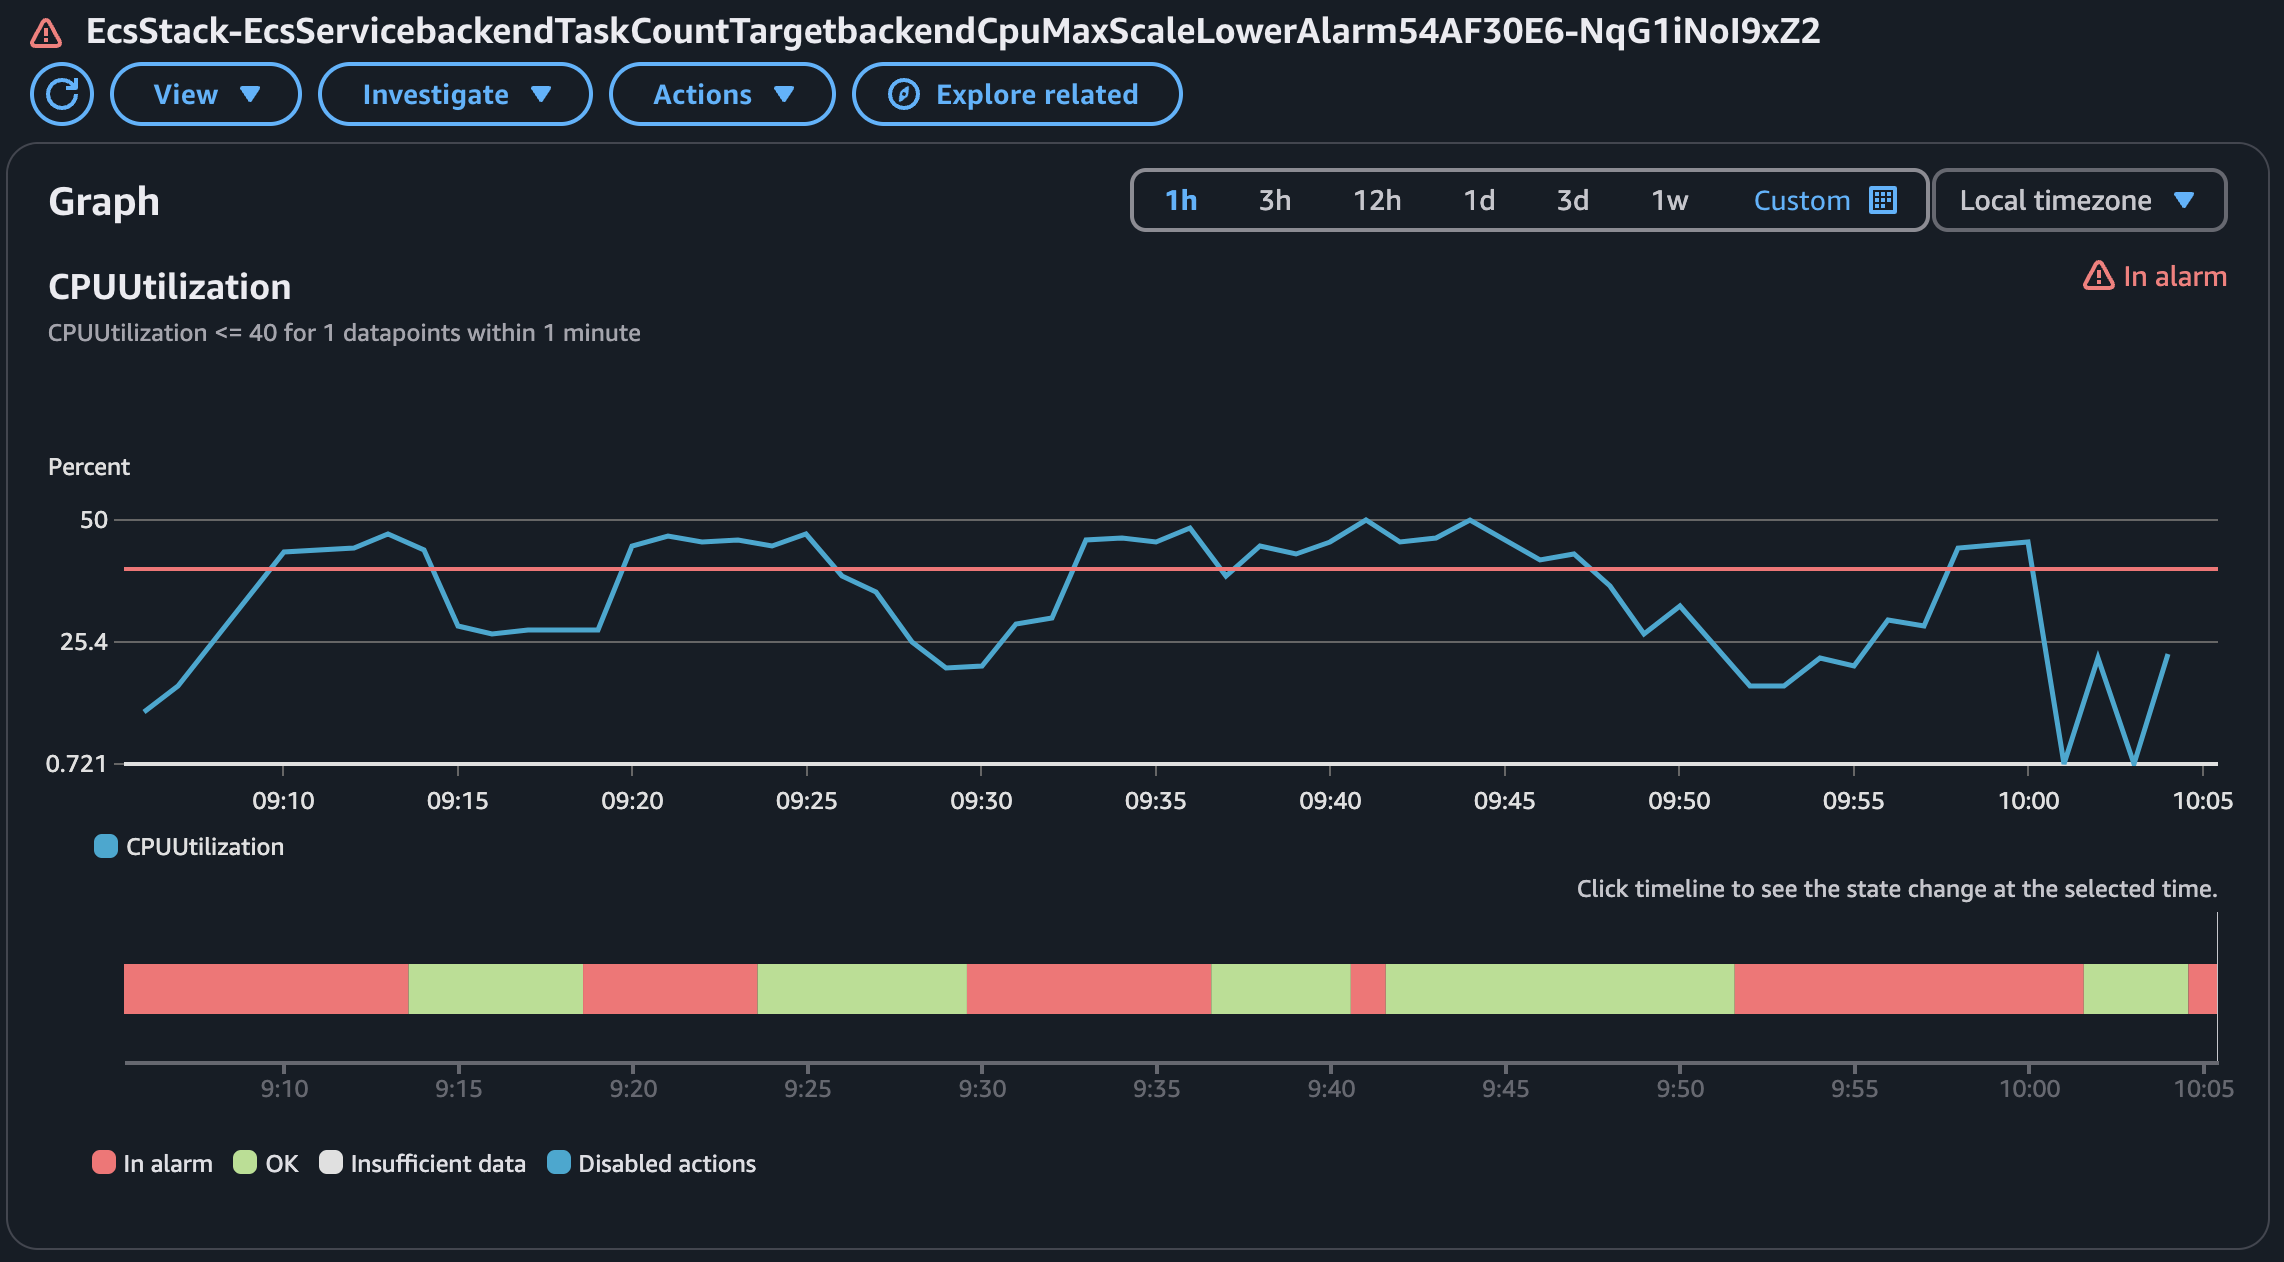 EcsStack-EcsServicebackendTaskCountTargetbackendCpuMaxScaleLowerAlarm54AF30E6-NqG1iNoI9xZ2
View Investigate Actions Explore related
Graph
1h 3h 12h 1d 3d 1w Custom Local timezone
CPUUtilization
In alarm
CPUUtilization <= 40 for 1 datapoints within 1 minute
Percent
50
25.4
0.721
09:10 09:15 09:20 09:25 09:30 09:35 09:40 09:45 09:50 09:55 10:00 10:05
CPUUtilization
Click timeline to see the state change at the selected time.
9:10 9:15 9:20 9:25 9:30 9:35 9:40 9:45 9:50 9:55 10:00 10:05
In alarm OK Insufficient data Disabled actions